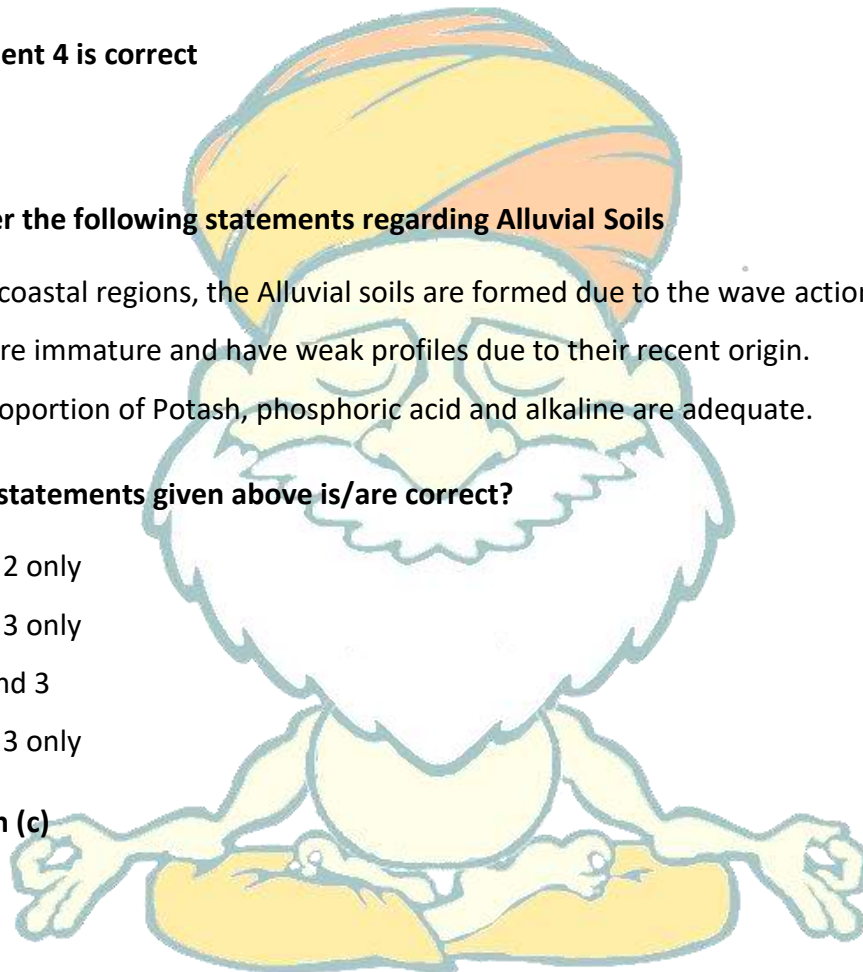 ent 4 is correct
er the following statements regarding Alluvial Soils
coastal regions, the Alluvial soils are formed due to the wave action
re immature and have weak profiles due to their recent origin.
oportion of Potash, phosphoric acid and alkaline are adequate.
statements given above is/are correct?
2 only
3 only
nd 3
3 only
n (c)